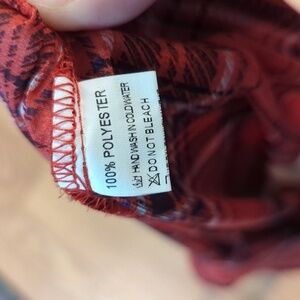 100% POLYESTER
HAND WASH IN COLD WATER
DO NOT BLEACH